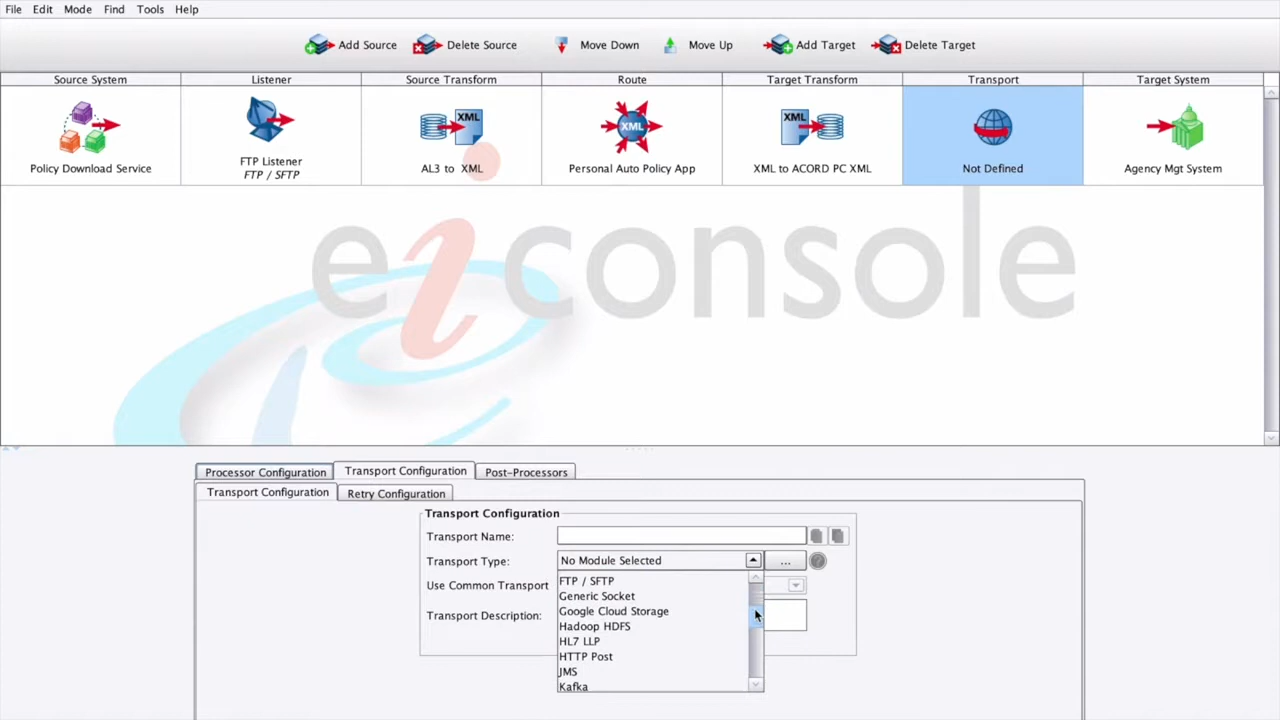 File Edit Mode Find Tools Help
Add Source Delete Source Move Down Move Up Add Target Delete Target
Source System Listener Source Transform Route Target Transform Transport Target System
XML XML XML
Policy Download Service FTP Listener AL3 to XML Personal Auto Policy App XML to ACORD PC XML Not Defined Agency Mgt System
FTP / SFTP
eiconsole
Processor Configuration Transport Configuration Post-Processors
Transport Configuration Retry Configuration
Transport Configuration
Transport Name:
Transport Type: No Module Selected ... ?
Use Common Transport
Transport Description:
FTP / SFTP
Generic Socket
Google Cloud Storage
Hadoop HDFS
HL7 LLP
HTTP Post
JMS
Kafka